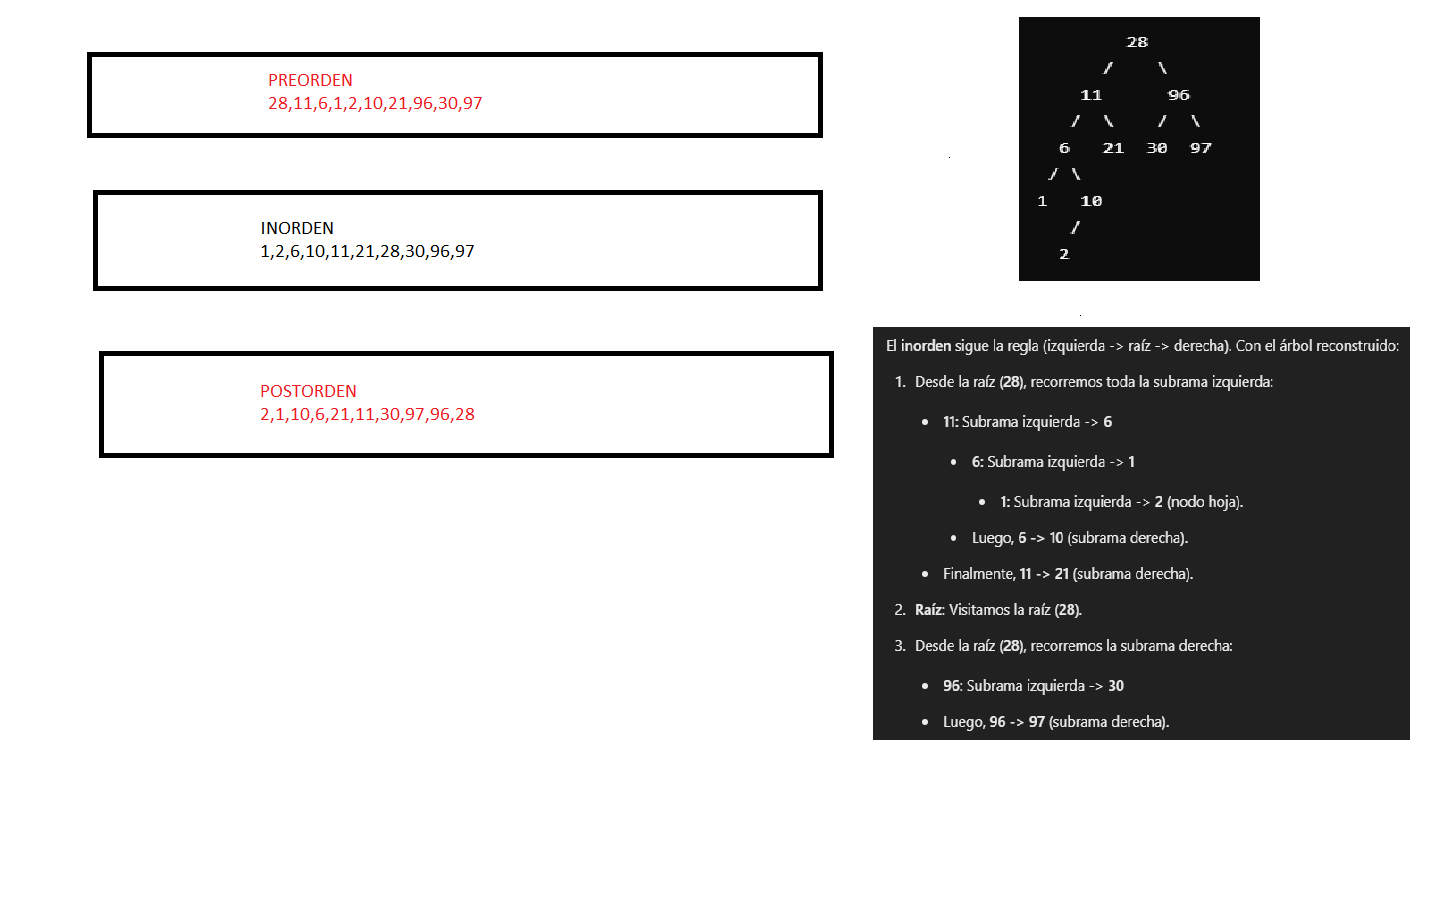 PREORDEN
28,11,6,1,2,10,21,96,30,97
INORDEN
1,2,6,10,11,21,28,30,96,97
POSTORDEN
2,1,10,6,21,11,30,97,96,28
28
/ \
11 96
/ \ / \
6 21 30 97
/ \
1 10
/
2
El inorden sigue la regla (izquierda -> raíz -> derecha). Con el árbol reconstruido:
1. Desde la raíz (28), recorremos toda la subrama izquierda:
• 11: Subrama izquierda -> 6
• 6: Subrama izquierda -> 1
• 1: Subrama izquierda -> 2 (nodo hoja).
• Luego, 6 -> 10 (subrama derecha).
• Finalmente, 11 -> 21 (subrama derecha).
2. Raíz: Visitamos la raíz (28).
3. Desde la raíz (28), recorremos la subrama derecha:
• 96: Subrama izquierda -> 30
• Luego, 96 -> 97 (subrama derecha).